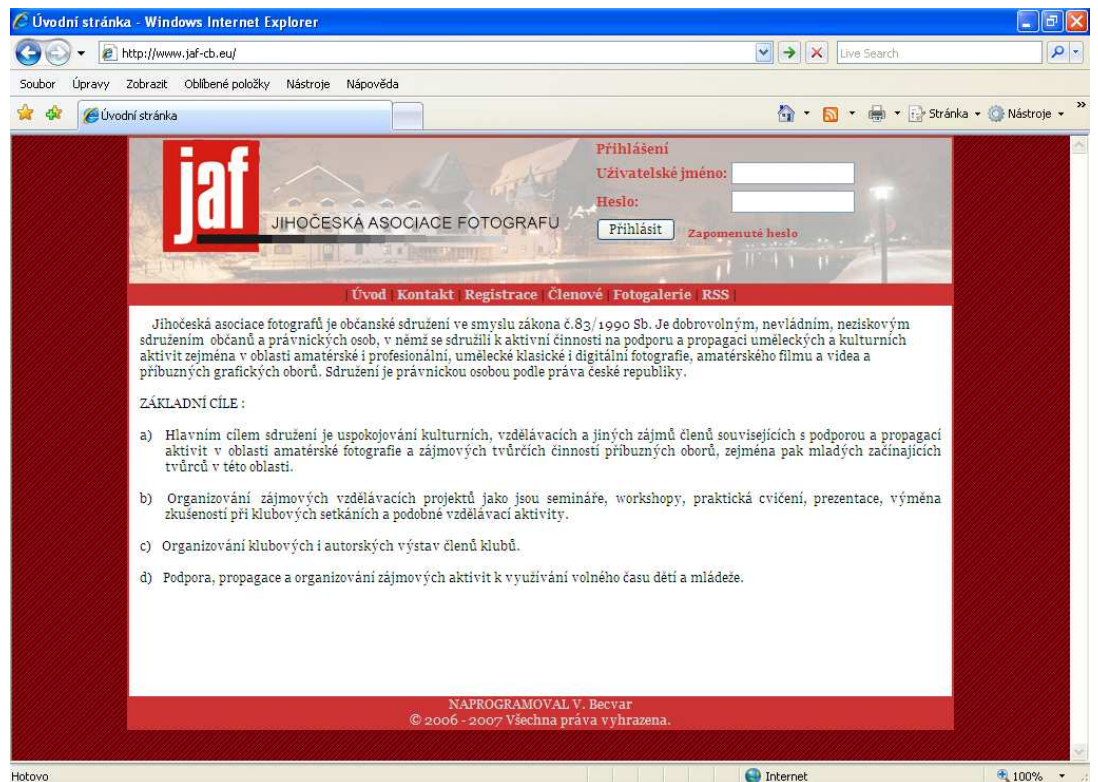 Úvodní stránka - Windows Internet Explorer
http://www.jaf-cb.eu/
Live Search
Soubor Úpravy Zobrazit Oblíbené položky Nástroje Nápověda
Úvodní stránka
Stránka
Nástroje
jaf
JIHOČESKÁ ASOCIACE FOTOGRAFU
Přihlášení
Uživatelské jméno:
Heslo:
Přihlásit
Zapomenuté heslo
| Úvod | Kontakt | Registrace | Členové | Fotogalerie | RSS |
Jihočeská asociace fotografů je občanské sdružení ve smyslu zákona č.83/1990 Sb. Je dobrovolným, nevládním, neziskovým
sdružením občanů a právnických osob, v němž se sdružili k aktivní činnosti na podporu a propagaci uměleckých a kulturních
aktivit zejména v oblasti amatérské i profesionální, umělecké klasické i digitální fotografie, amatérského filmu a videa a
příbuzných grafických oborů. Sdružení je právnickou osobou podle práva české republiky.
ZÁKLADNÍ CÍLE :
a) Hlavním cílem sdružení je uspokojování kulturních, vzdělávacích a jiných zájmů členů souvisejících s podporou a propagací
aktivit v oblasti amatérské fotografie a zájmových tvůrčích činností příbuzných oborů, zejména pak mladých začínajících
tvůrců v této oblasti.
b) Organizování zájmových vzdělávacích projektů jako jsou semináře, workshopy, praktická cvičení, prezentace, výměna
zkušeností při klubových setkáních a podobné vzdělávací aktivity.
c) Organizování klubových i autorských výstav členů klubů.
d) Podpora, propagace a organizování zájmových aktivit k využívání volného času dětí a mládeže.
NAPROGRAMOVAL V. Becvar
© 2006 - 2007 Všechna práva vyhrazena.
Hotovo
Internet
100%